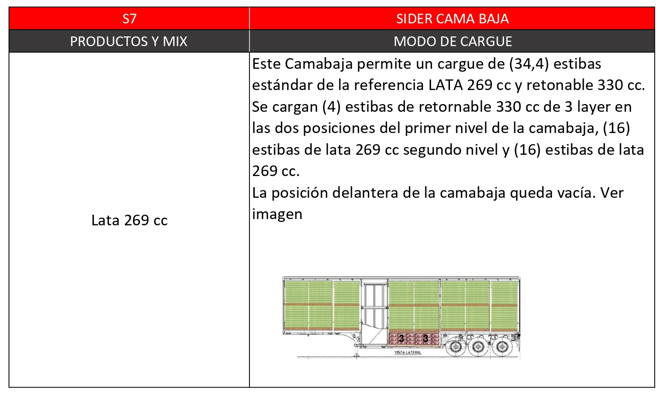 S7
SIDER CAMA BAJA
PRODUCTOS Y MIX
MODO DE CARGUE
Lata 269 cc
Este Camabaja permite un cargue de (34,4) estibas
estándar de la referencia LATA 269 cc y retonable 330 cc.
Se cargan (4) estibas de retornable 330 cc de 3 layer en
las dos posiciones del primer nivel de la camabaja, (16)
estibas de lata 269 cc segundo nivel y (16) estibas de lata
269 cc.
La posición delantera de la camabaja queda vacía. Ver
imagen
3 3
VISTA LATERAL